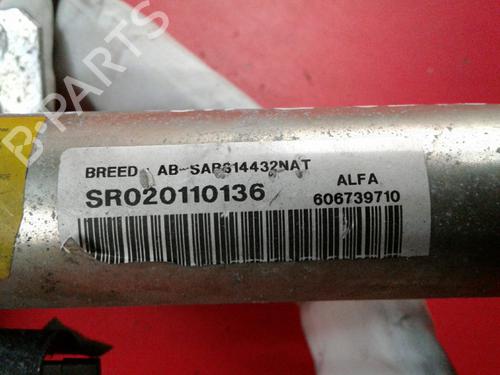 BREED AB-SAB614432NAT
ALFA
SR020110136
606739710
B-PARTS